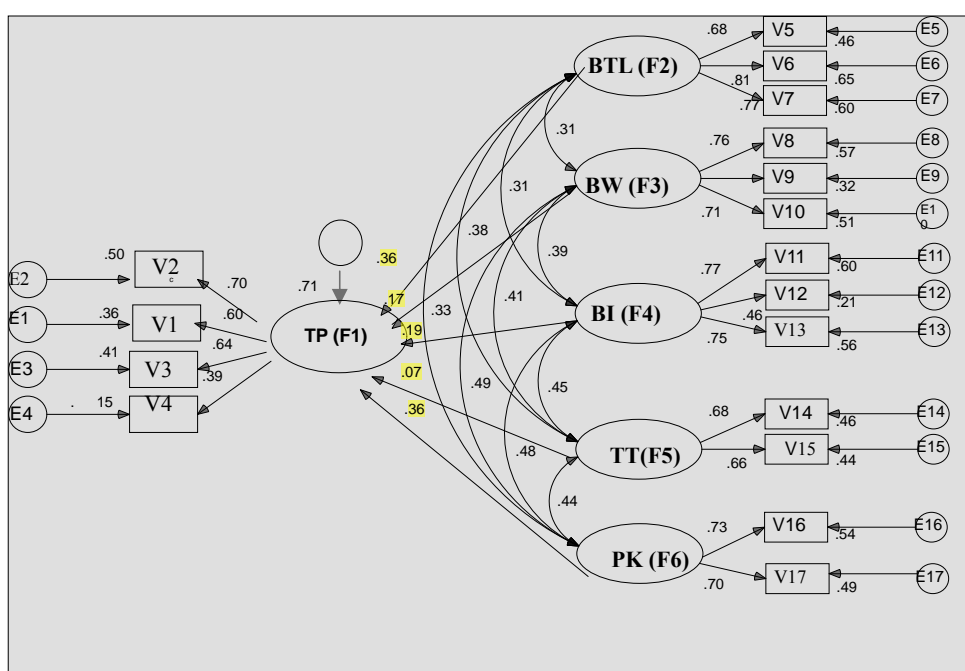 .68
V5
.46
E5
BTL (F2)
.81
V6
.65
E6
.77
V7
.60
E7
.31
.76
V8
.57
E8
.31
BW (F3)
V9
.32
E9
.38
.71
V10
.51
E1
0
.39
.50
V2
c
.70
.36
.77
V11
.60
E11
E2
.71
.17
.33
.41
BI (F4)
.46
V12
.21
E12
E1
.36
V1
.60
TP (F1)
.19
.75
V13
.56
E13
E3
.41
V3
.64
.07
.49
.45
E4
. 15
V4
.39
.36
.48
.68
V14
.46
E14
TT(F5)
.66
V15
.44
E15
.44
.73
V16
.54
E16
PK (F6)
.70
V17
.49
E17